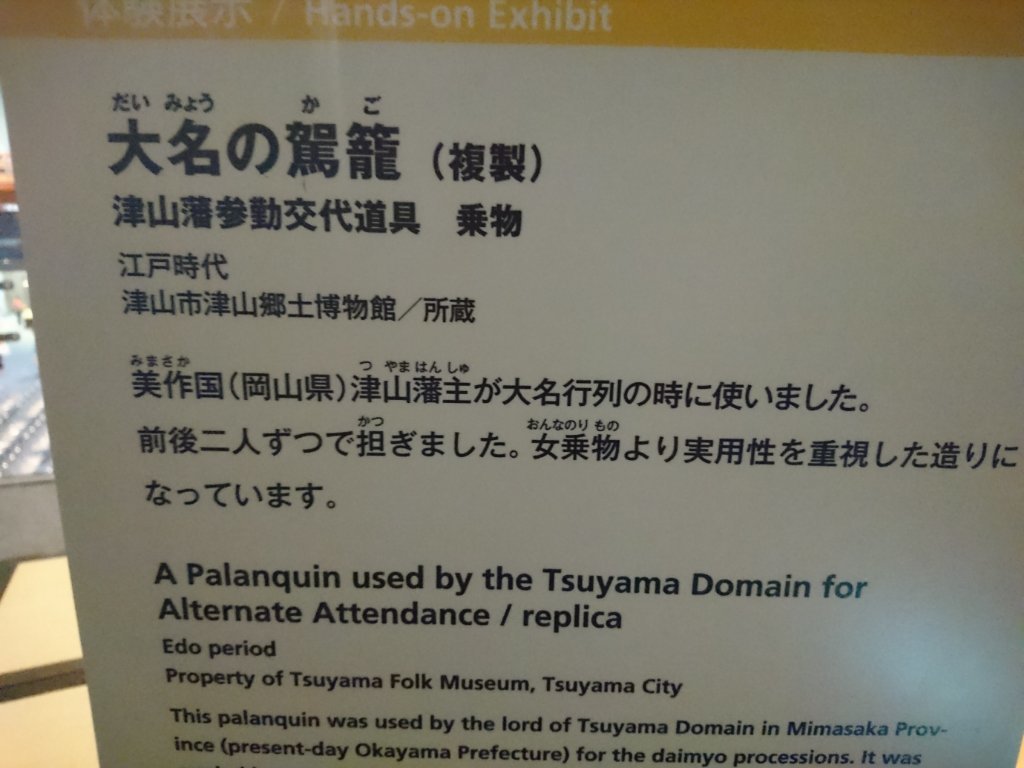 体験展示 / Hands-on Exhibit
だい みょう か ご
大名の駕籠（複製）
津山藩参勤交代道具　乗物
江戸時代
津山市津山郷土博物館／所蔵
みまさか つ やま はん しゅ
美作国（岡山県）津山藩主が大名行列の時に使いました。
かつ おんなのり もの
前後二人ずつで担ぎました。女乗物より実用性を重視した造りに
なっています。
A Palanquin used by the Tsuyama Domain for
Alternate Attendance / replica
Edo period
Property of Tsuyama Folk Museum, Tsuyama City
This palanquin was used by the lord of Tsuyama Domain in Mimasaka Prov-
ince (present-day Okayama Prefecture) for the daimyo processions. It was